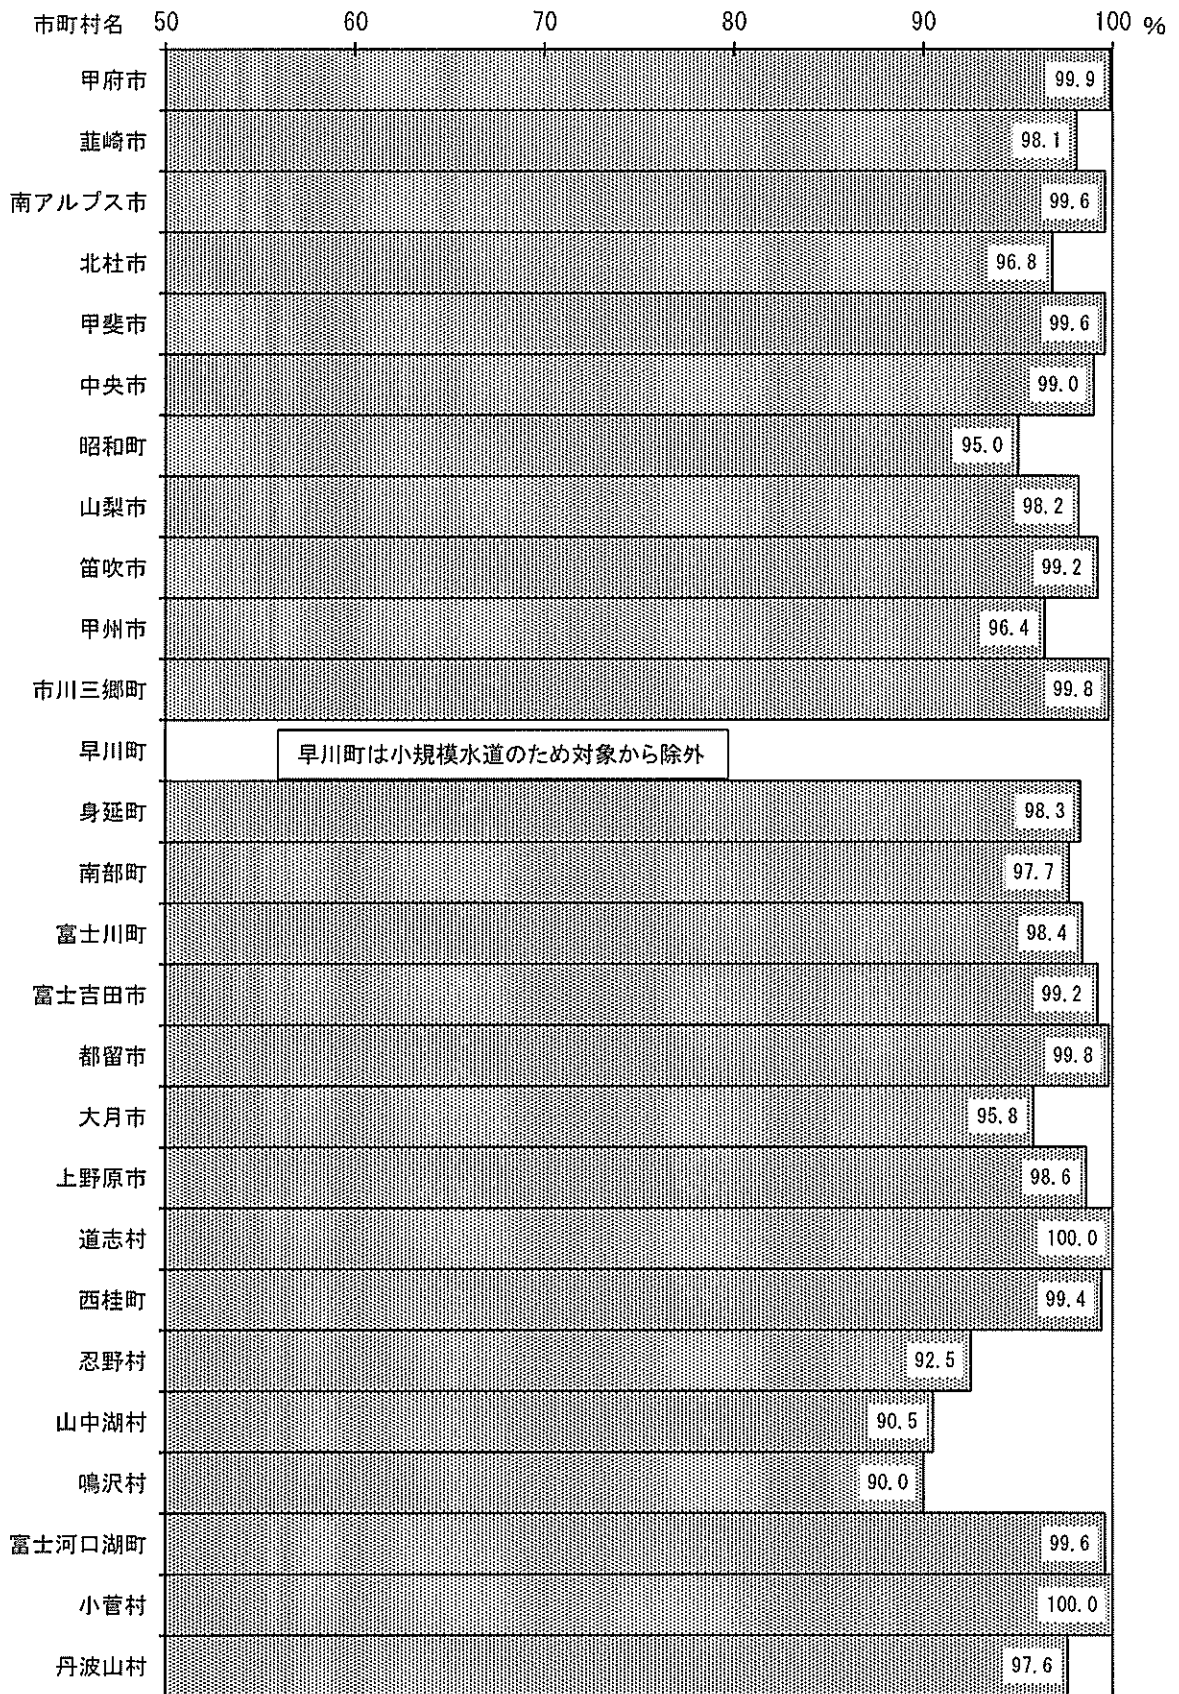 市町村名 50 60 70 80 90 100 %
甲府市 99.9
韮崎市 98.1
南アルプス市 99.6
北杜市 96.8
甲斐市 99.6
中央市 99.0
昭和町 95.0
山梨市 98.2
笛吹市 99.2
甲州市 96.4
市川三郷町 99.8
早川町 早川町は小規模水道のため対象から除外
身延町 98.3
南部町 97.7
富士川町 98.4
富士吉田市 99.2
都留市 99.8
大月市 95.8
上野原市 98.6
道志村 100.0
西桂町 99.4
忍野村 92.5
山中湖村 90.5
鳴沢村 90.0
富士河口湖町 99.6
小菅村 100.0
丹波山村 97.6